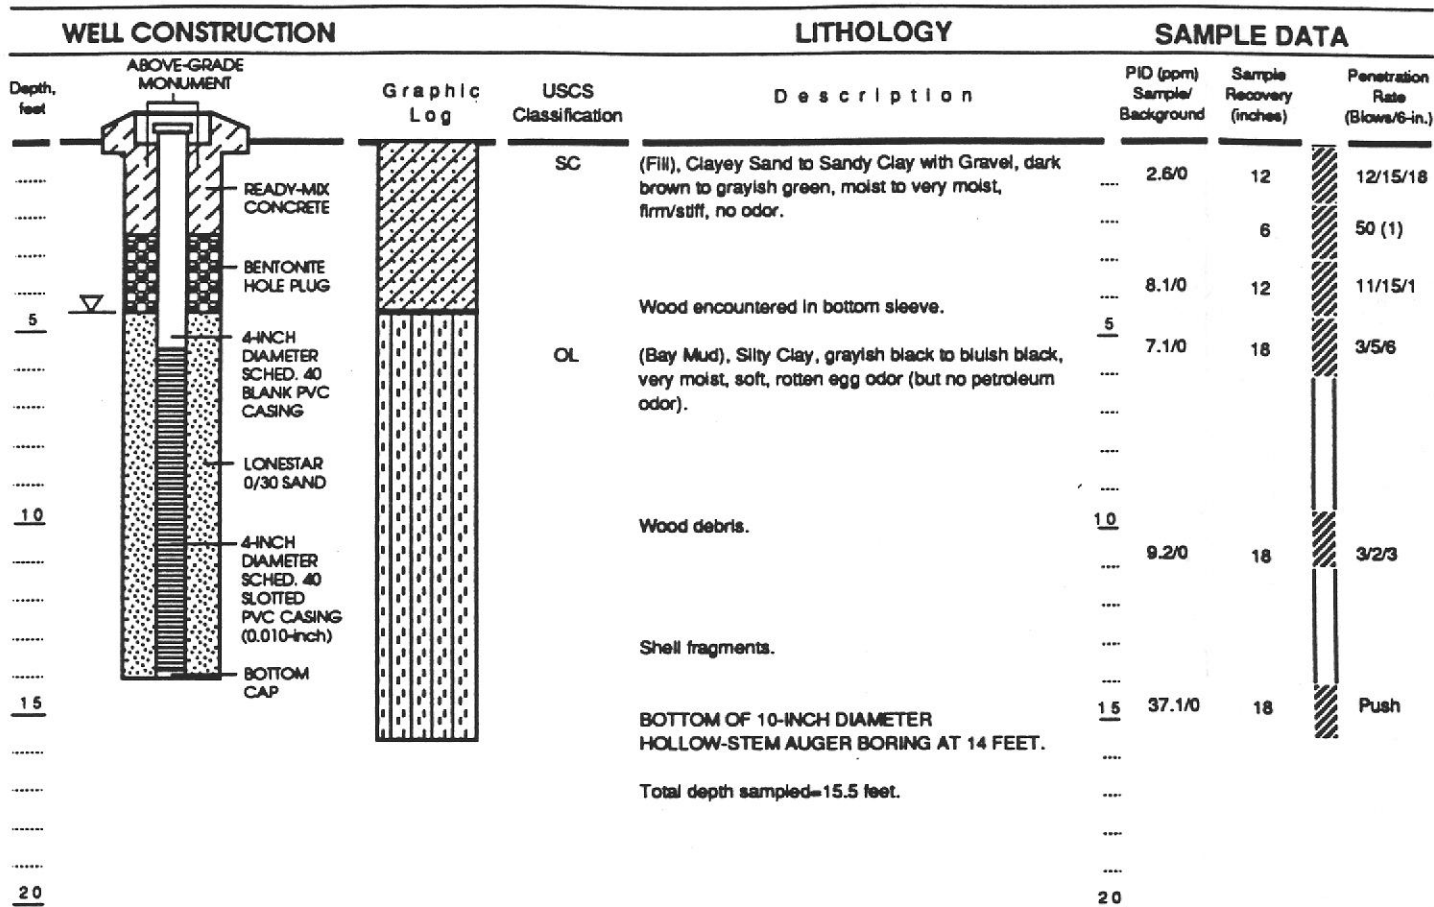 WELL CONSTRUCTION
LITHOLOGY
SAMPLE DATA
Depth,
feet
ABOVE-GRADE
MONUMENT
Graphic
Log
USCS
Classification
Description
PID (ppm)
Sample/
Background
Sample
Recovery
(inches)
Penetration
Rate
(Blows/6-in.)
READY-MIX
CONCRETE
BENTONITE
HOLE PLUG
4-INCH
DIAMETER
SCHED. 40
BLANK PVC
CASING
LONESTAR
0/30 SAND
4-INCH
DIAMETER
SCHED. 40
SLOTTED
PVC CASING
(0.010-inch)
BOTTOM
CAP
5
10
15
20
SC
(Fill), Clayey Sand to Sandy Clay with Gravel, dark
brown to grayish green, moist to very moist,
firm/stiff, no odor.
Wood encountered in bottom sleeve.
OL
(Bay Mud), Silty Clay, grayish black to bluish black,
very moist, soft, rotten egg odor (but no petroleum
odor).
Wood debris.
Shell fragments.
BOTTOM OF 10-INCH DIAMETER
HOLLOW-STEM AUGER BORING AT 14 FEET.
Total depth sampled=15.5 feet.
2.6/0 12 12/15/18
6 50 (1)
8.1/0 12 11/15/1
5
7.1/0 18 3/5/6
10
9.2/0 18 3/2/3
15 37.1/0 18 Push
20